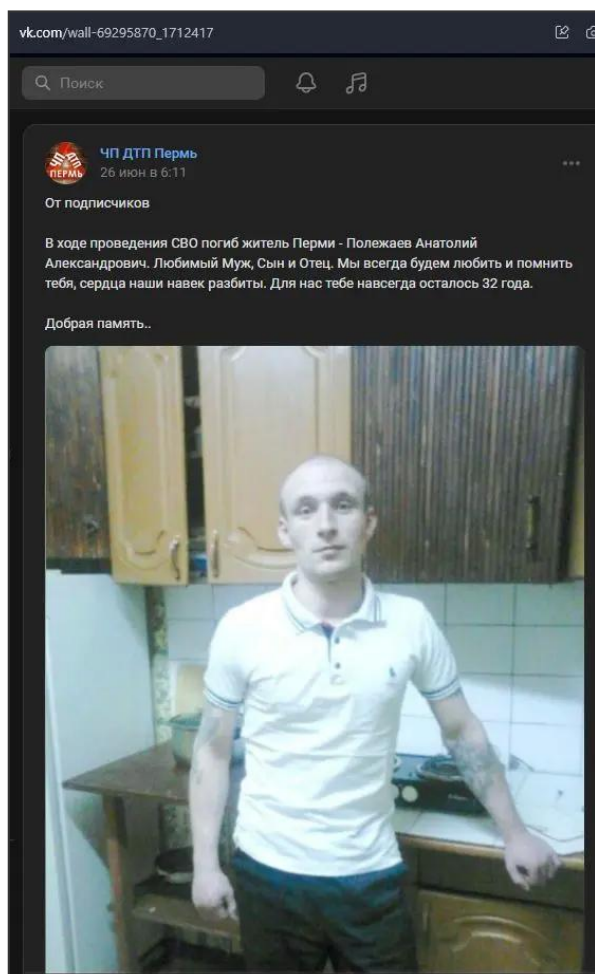 vk.com/wall-69295870_1712417
Поиск
ЧП ДТП
ПЕРМЬ
ЧП ДТП Пермь
26 июн в 6:11
От подписчиков
В ходе проведения СВО погиб житель Перми - Полежаев Анатолий
Александрович. Любимый Муж, Сын и Отец. Мы всегда будем любить и помнить
тебя, сердца наши навек разбиты. Для нас тебе навсегда осталось 32 года.
Добрая память..